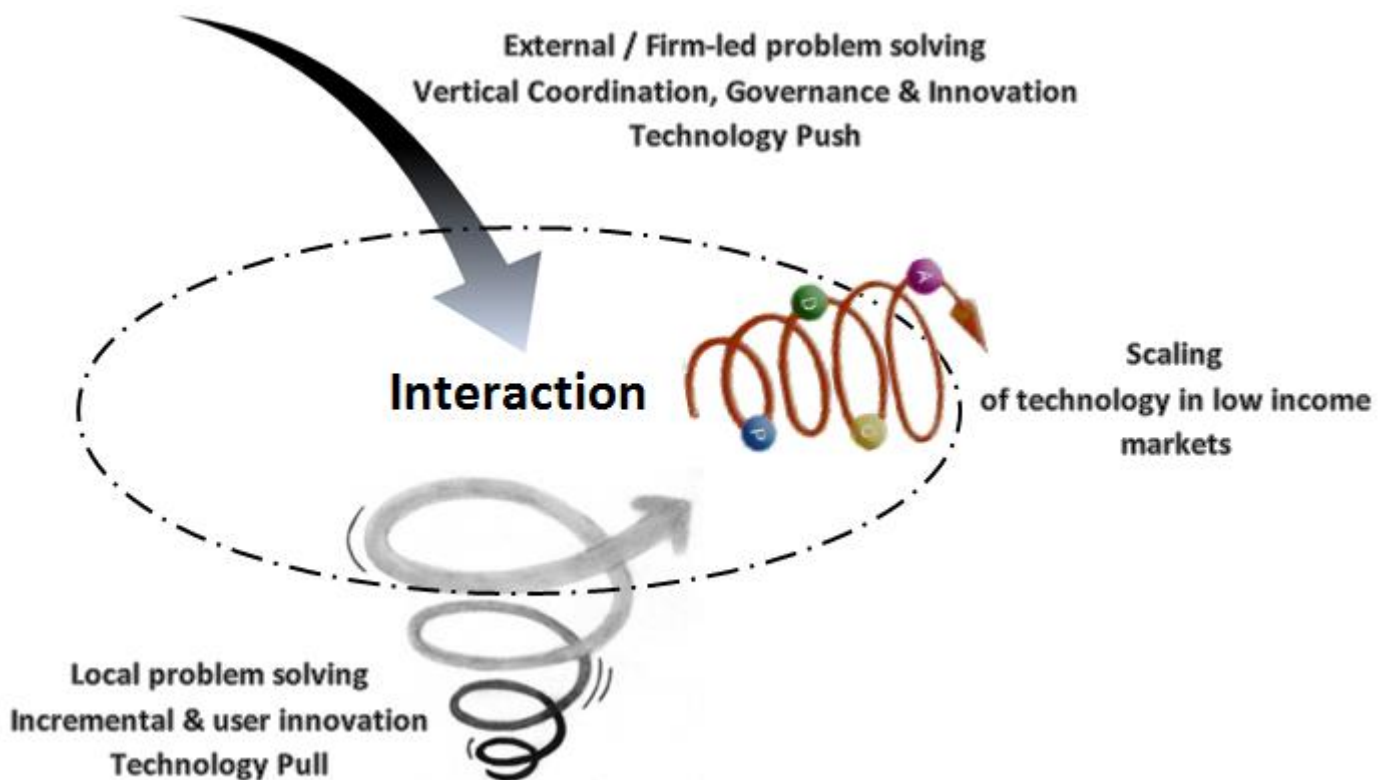 External / Firm-led problem solving
Vertical Coordination, Governance & Innovation
Technology Push
Interaction
D
A
P
Scaling
of technology in low income
markets
Local problem solving
Incremental & user innovation
Technology Pull